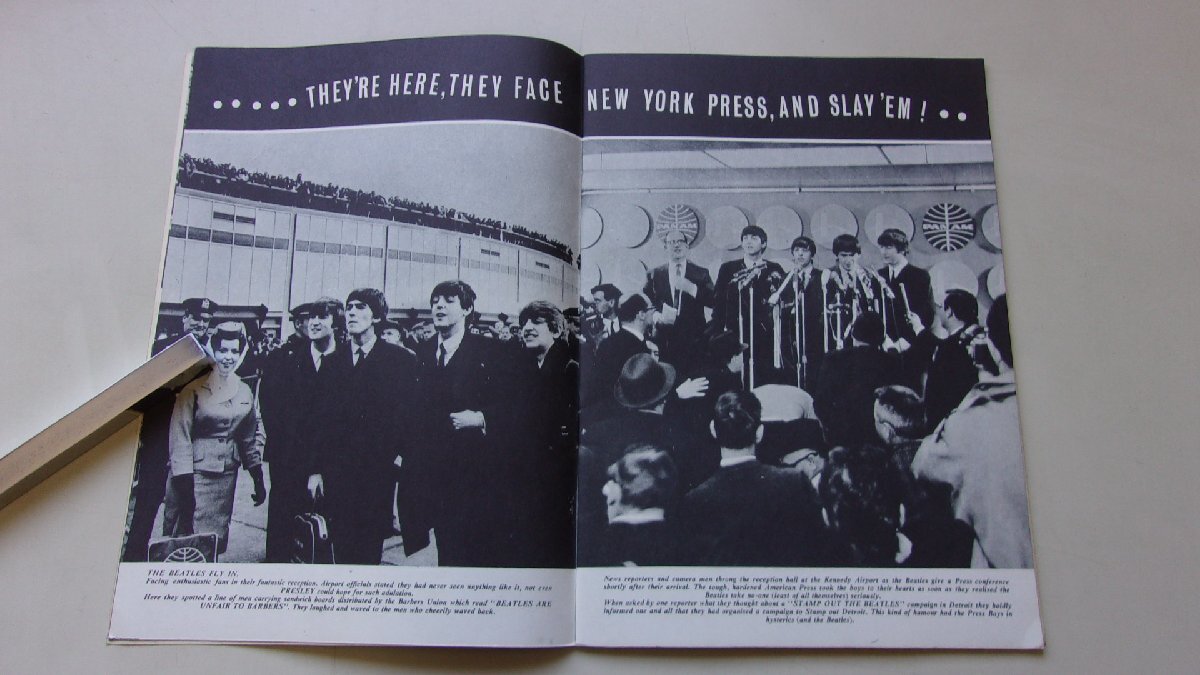 ..... THEY'RE HERE, THEY FACE NEW YORK PRESS, AND SLAY 'EM! ..
PANAM
PANAM
THE BEATLES FLY IN.
Facing enthusiastic fans in their fantastic reception. Airport officials stated they had never seen anything like it, not even
PRESLEY could hope for such adulation.
Here they spotted a line of men carrying sandwich boards distributed by the Barbers Union which read "BEATLES ARE
UNFAIR TO BARBERS". They laughed and waved to the men who cheerily waved back.
News reporters and camera men throng the reception hall at the Kennedy Airport as the Beatles give a Press conference
shortly after their arrival. The tough, hardened American Press took the boys to their hearts as soon as they realised the
Beatles take no-one (least of all themselves) seriously.
When asked by one reporter what they thought about a "STAMP OUT THE BEATLES" campaign in Detroit they boldly
informed one and all that they had organised a campaign to Stamp out Detroit. This kind of humour had the Press Boys in
hysterics (and the Beatles).